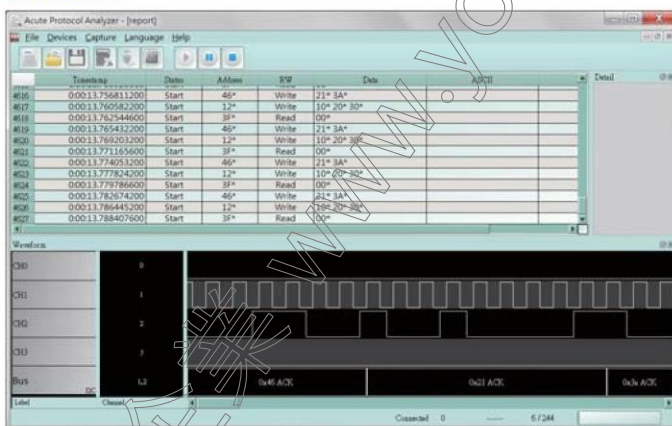 Acute Protocol Analyzer - [report]
File Devices Capture Language Help
Timestamp Status Address RW Data ASCII Detail
4616 0:00:13.756811200 Start 46* Write 21* 3A*
4617 0:00:13.760582200 Start 12* Write 10* 20* 30*
4618 0:00:13.762544600 Start 3F* Read 00*
4619 0:00:13.765432200 Start 46* Write 21* 3A*
4620 0:00:13.769203200 Start 12* Write 10* 20* 30*
4621 0:00:13.771165600 Start 3F* Read 00*
4622 0:00:13.774053200 Start 46* Write 21* 3A*
4623 0:00:13.777824200 Start 12* Write 10* 20* 30*
4624 0:00:13.779786600 Start 3F* Read 00*
4625 0:00:13.782674200 Start 46* Write 21* 3A*
4626 0:00:13.786445200 Start 12* Write 10* 20* 30*
4627 0:00:13.788407600 Start 3F* Read 00*
Waveform
CH0 0
CH1 1
CH2 2
CH3 3
Bus I2C 1,2 0x46 ACK 0x21 ACK 0x3a ACK
Label Channel
Connected 0 ----- 6 / 244
www.yo